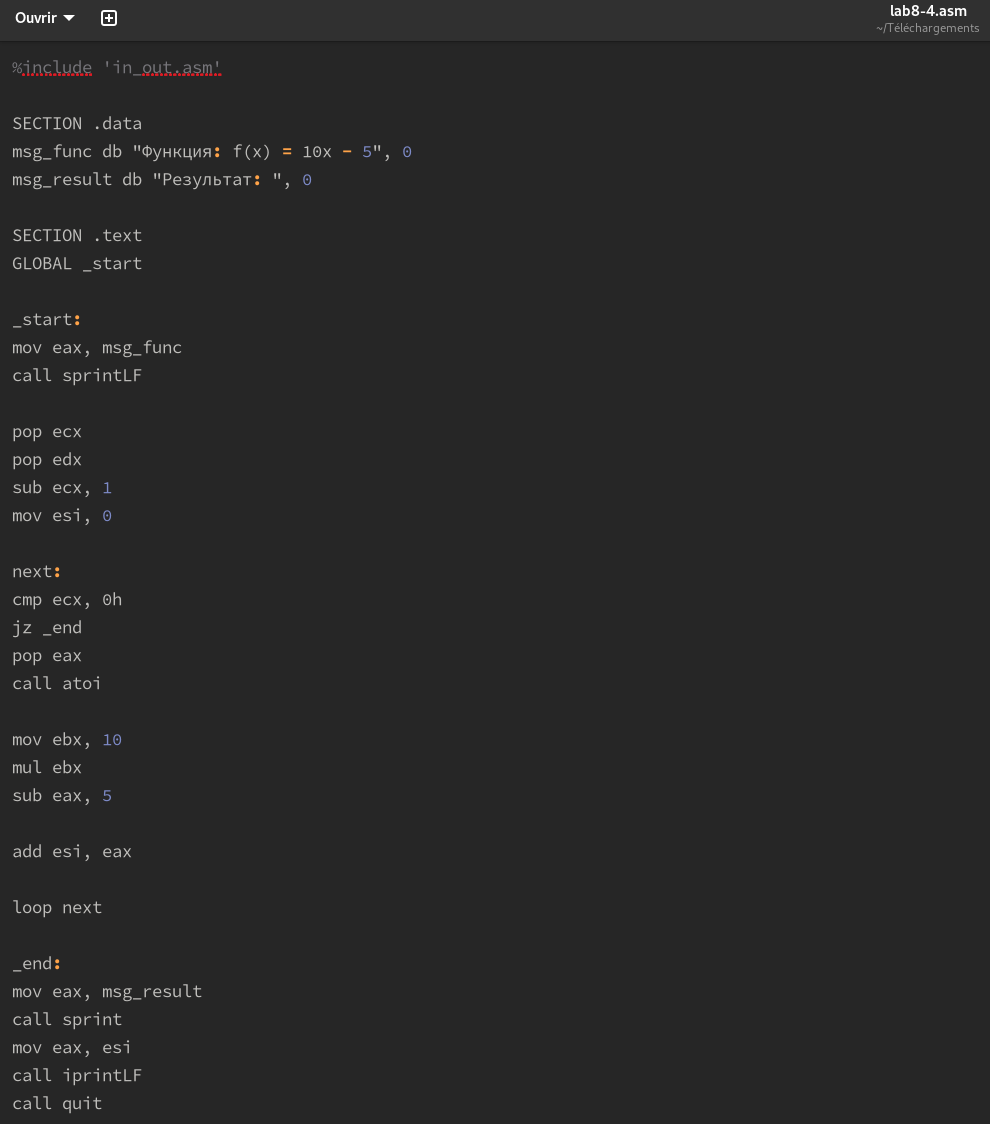 Ouvrir
lab8-4.asm
~/Téléchargements
%include 'in_out.asm'
SECTION .data
msg_func db "Функция: f(x) = 10x - 5", 0
msg_result db "Результат: ", 0
SECTION .text
GLOBAL _start
_start:
mov eax, msg_func
call sprintLF
pop ecx
pop edx
sub ecx, 1
mov esi, 0
next:
cmp ecx, 0h
jz _end
pop eax
call atoi
mov ebx, 10
mul ebx
sub eax, 5
add esi, eax
loop next
_end:
mov eax, msg_result
call sprint
mov eax, esi
call iprintLF
call quit